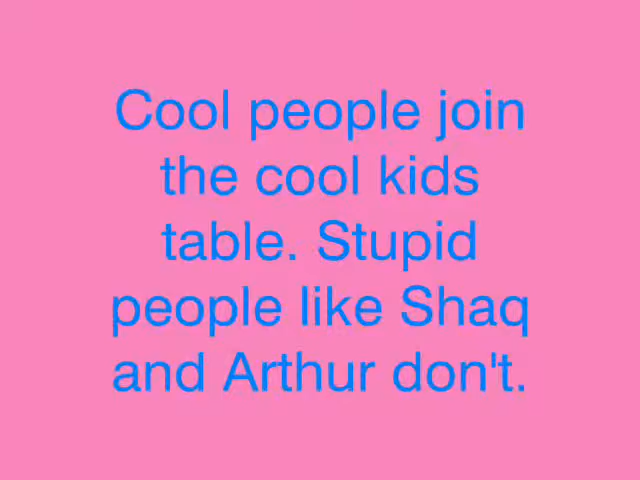 Cool people join
the cool kids
table. Stupid
people like Shaq
and Arthur don't.